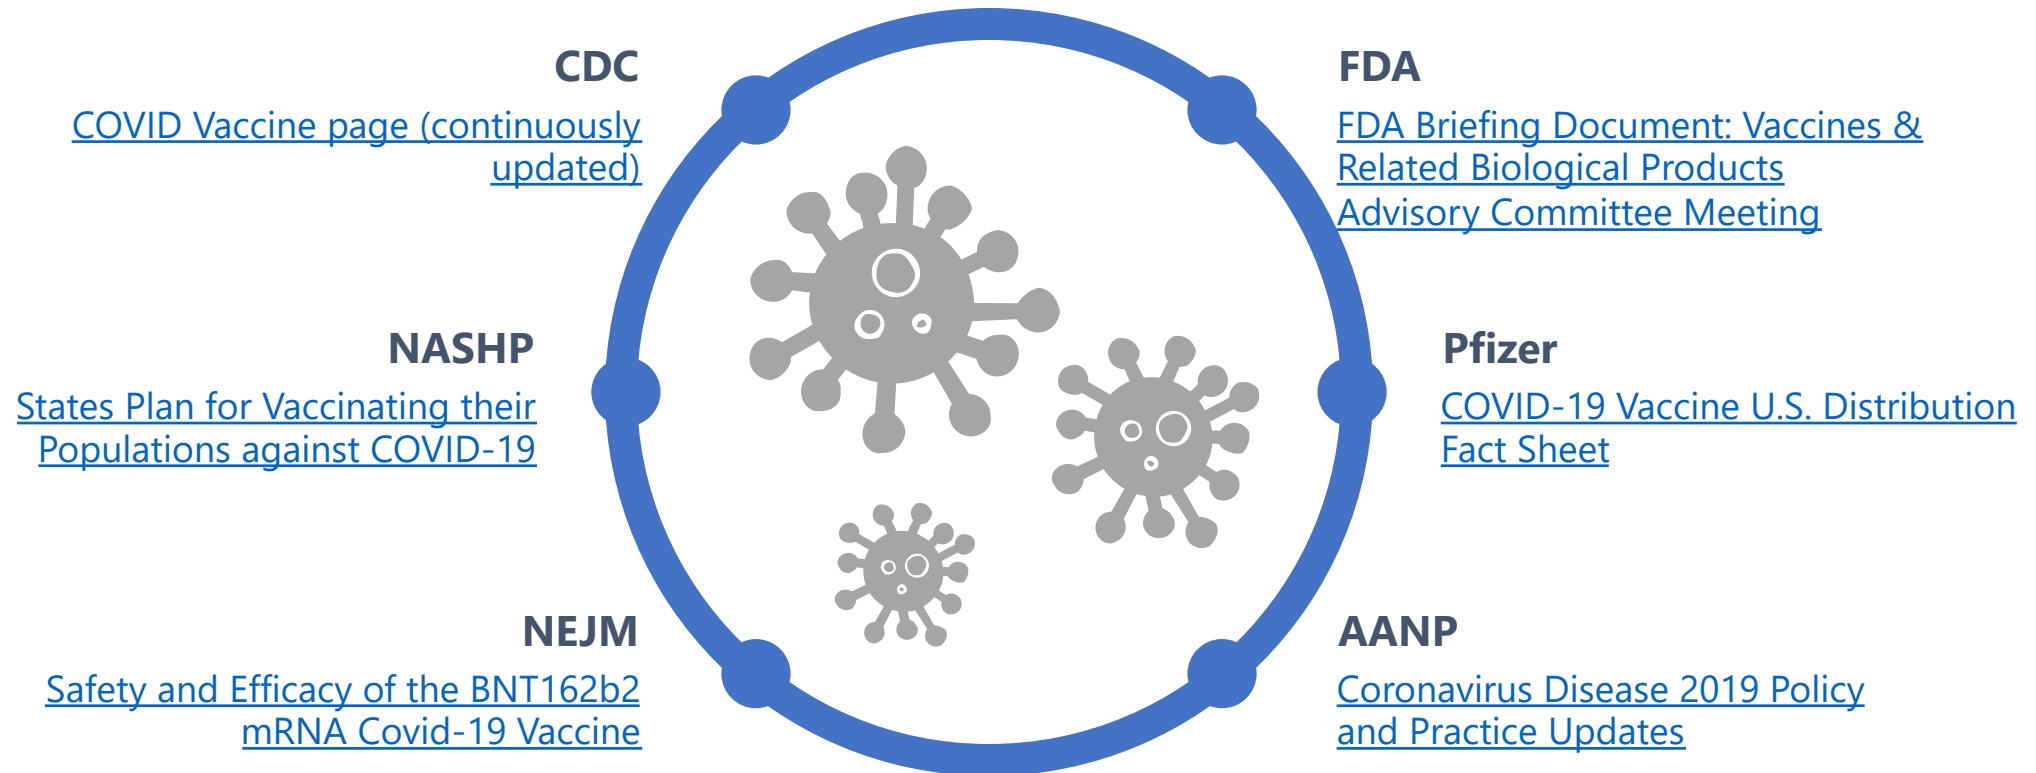 CDC
COVID Vaccine page (continuously
updated)
FDA
FDA Briefing Document: Vaccines &
Related Biological Products
Advisory Committee Meeting
NASHP
States Plan for Vaccinating their
Populations against COVID-19
Pfizer
COVID-19 Vaccine U.S. Distribution
Fact Sheet
NEJM
Safety and Efficacy of the BNT162b2
mRNA Covid-19 Vaccine
AANP
Coronavirus Disease 2019 Policy
and Practice Updates